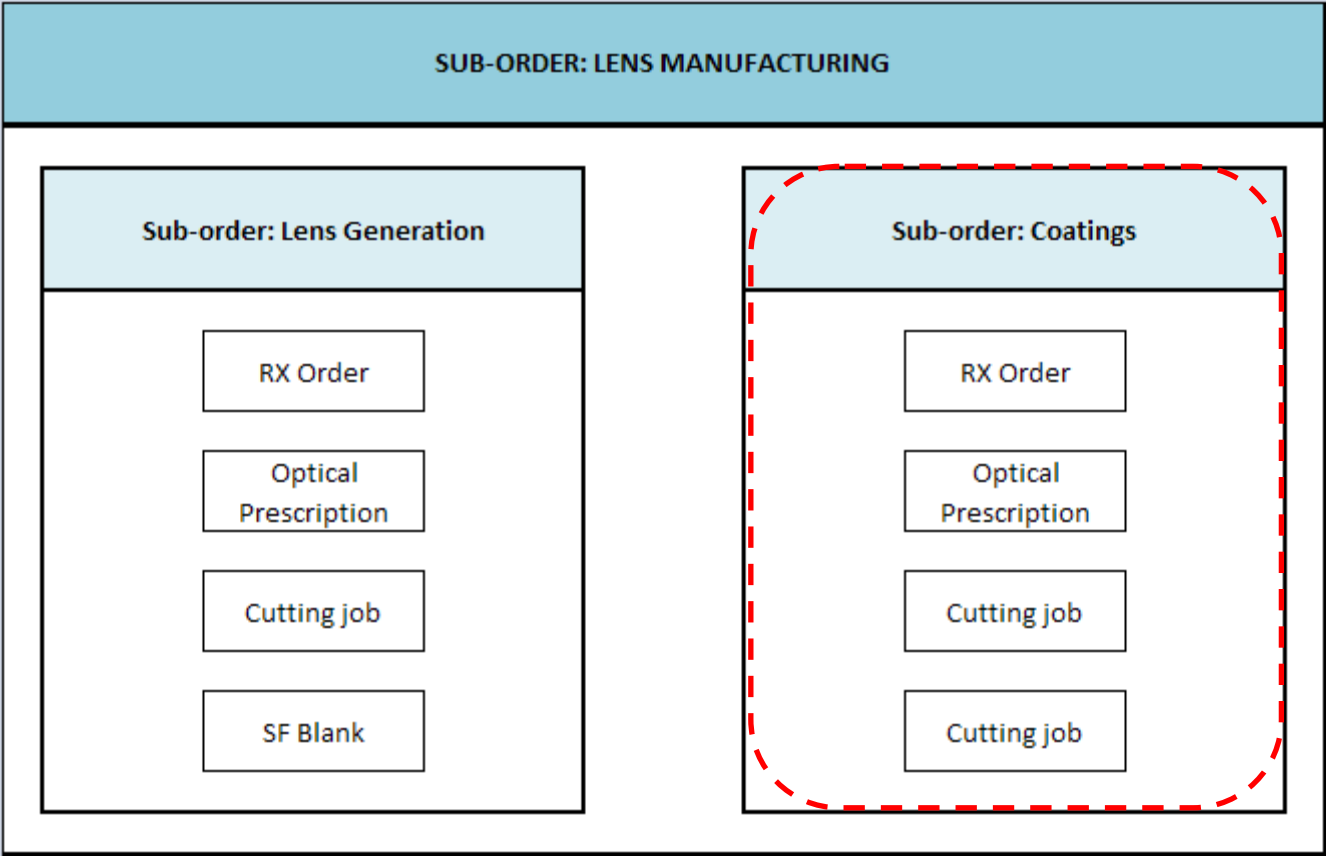 SUB-ORDER: LENS MANUFACTURING
Sub-order: Lens Generation
RX Order
Optical
Prescription
Cutting job
SF Blank
Sub-order: Coatings
RX Order
Optical
Prescription
Cutting job
Cutting job